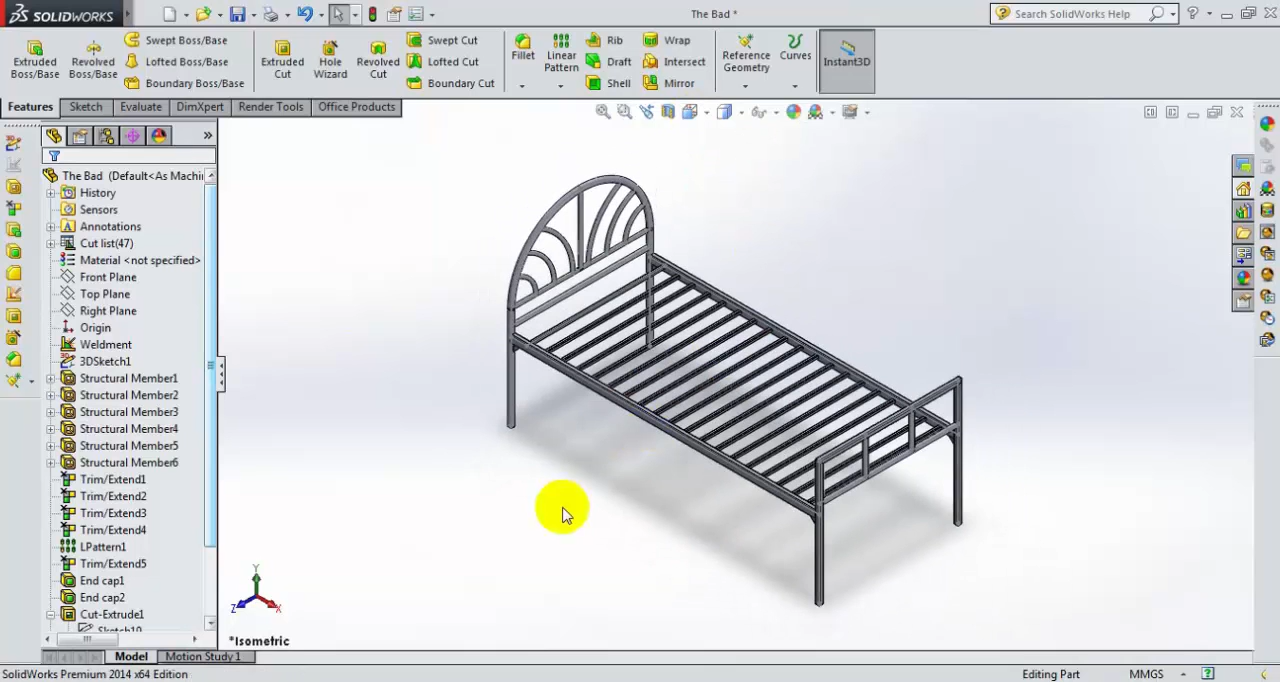 SOLIDWORKS
The Bad *
Search SolidWorks Help
Extruded Boss/Base
Revolved Boss/Base
Swept Boss/Base
Lofted Boss/Base
Boundary Boss/Base
Extruded Cut
Hole Wizard
Revolved Cut
Swept Cut
Lofted Cut
Boundary Cut
Fillet
Linear Pattern
Rib
Draft
Shell
Wrap
Intersect
Mirror
Reference Geometry
Curves
Instant3D
Features
Sketch
Evaluate
DimXpert
Render Tools
Office Products
The Bad (Default<As Machi
History
Sensors
Annotations
Cut list(47)
Material <not specified>
Front Plane
Top Plane
Right Plane
Origin
Weldment
3DSketch1
Structural Member1
Structural Member2
Structural Member3
Structural Member4
Structural Member5
Structural Member6
Trim/Extend1
Trim/Extend2
Trim/Extend3
Trim/Extend4
LPattern1
Trim/Extend5
End cap1
End cap2
Cut-Extrude1
Y
Z
X
*Isometric
Model
Motion Study 1
SolidWorks Premium 2014 x64 Edition
Editing Part
MMGS